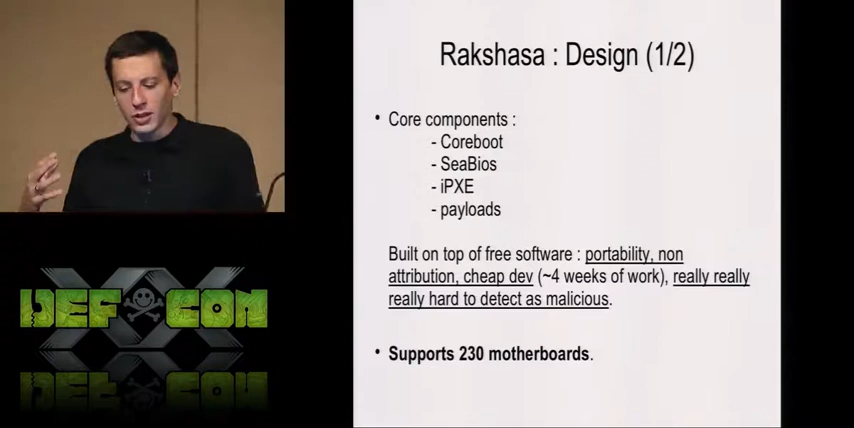 Rakshasa : Design (1/2)
• Core components :
- Coreboot
- SeaBios
- iPXE
- payloads
Built on top of free software : portability, non
attribution, cheap dev (~4 weeks of work), really really
really hard to detect as malicious.
• Supports 230 motherboards.
XX
DEF CON